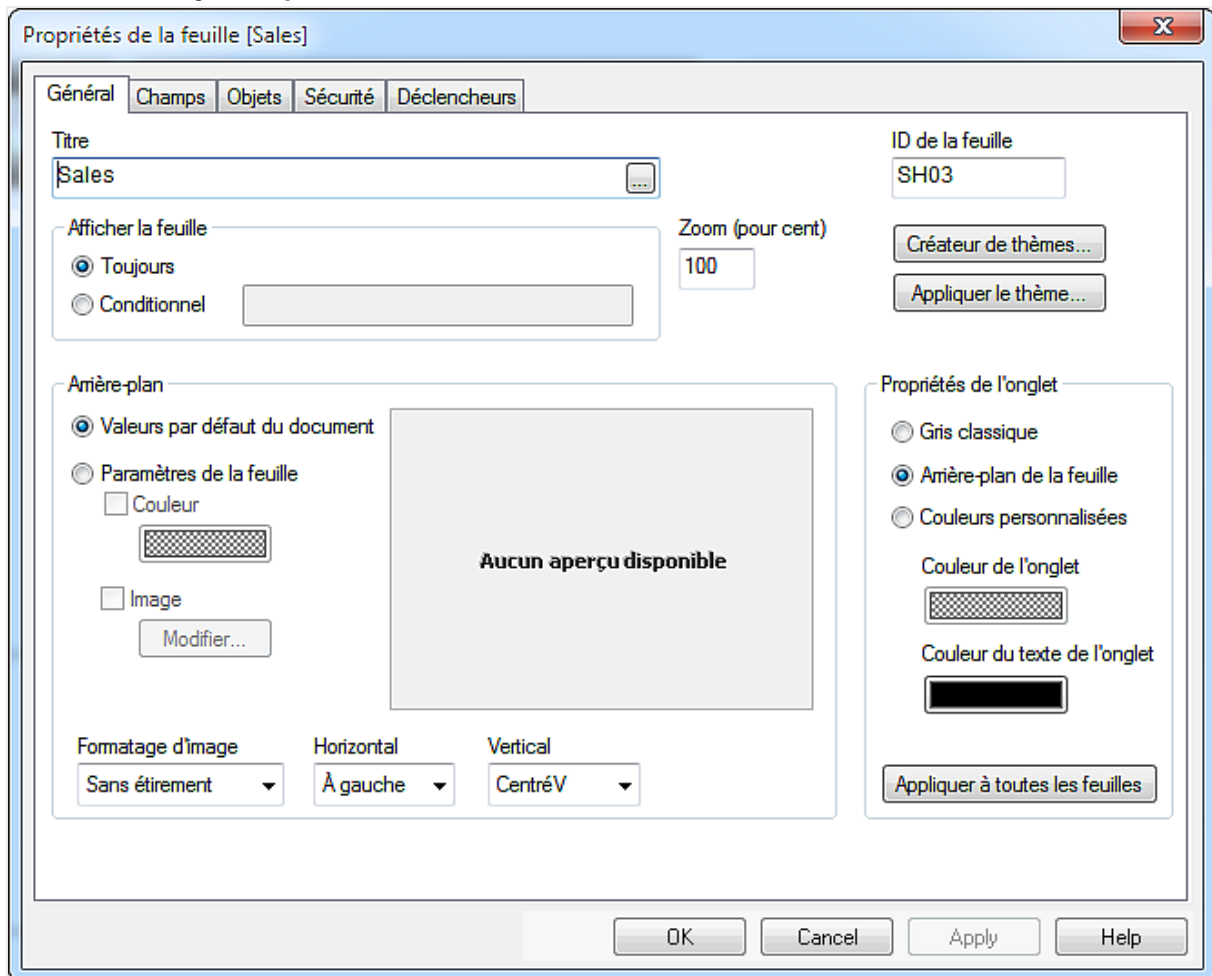 Propriétés de la feuille [Sales]
Général Champs Objets Sécurité Déclencheurs
Titre
ID de la feuille
Sales ...
SH03
Afficher la feuille
Zoom (pour cent)
Toujours
100
Conditionnel
Créateur de thèmes...
Appliquer le thème...
Arrière-plan
Valeurs par défaut du document
Paramètres de la feuille
Couleur
Image
Modifier...
Aucun aperçu disponible
Formatage d'image Horizontal Vertical
Sans étirement À gauche CentréV
Propriétés de l'onglet
Gris classique
Arrière-plan de la feuille
Couleurs personnalisées
Couleur de l'onglet
Couleur du texte de l'onglet
Appliquer à toutes les feuilles
OK Cancel Apply Help